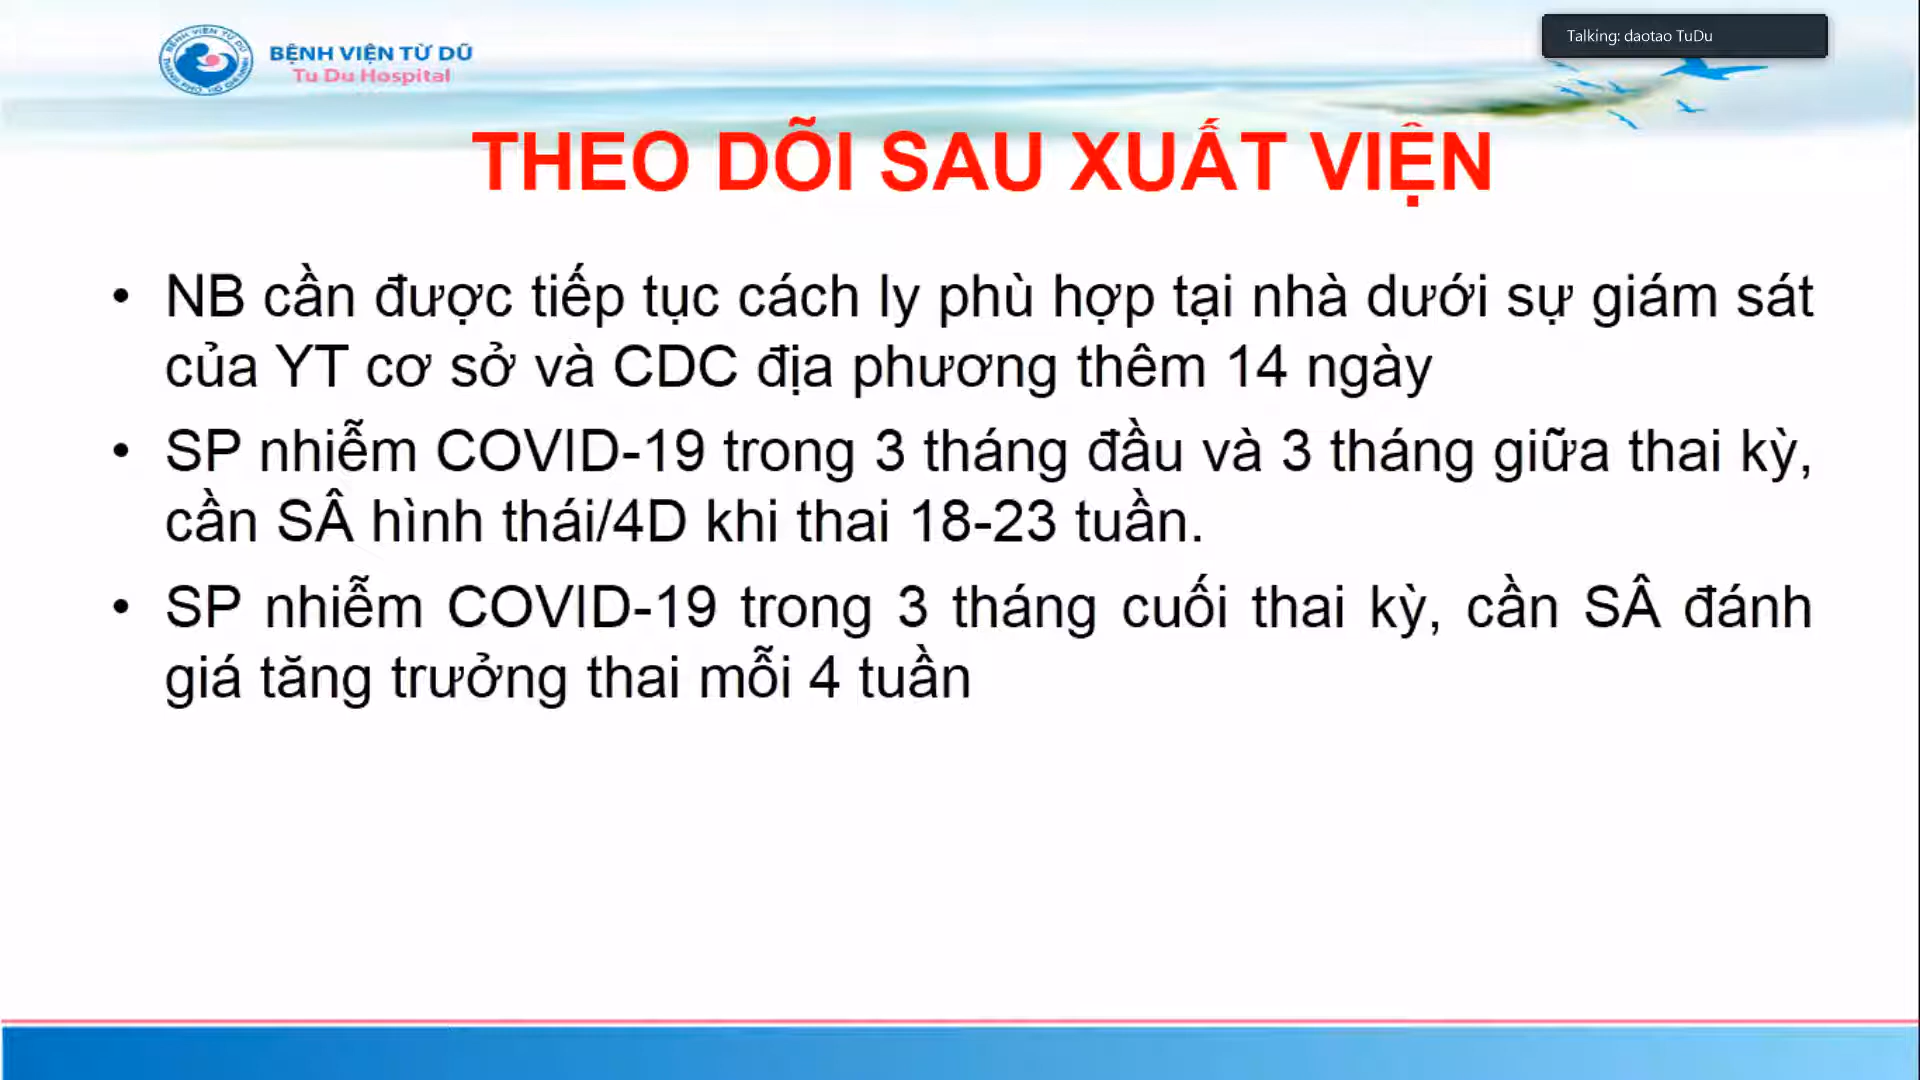 BỆNH VIỆN TỪ DŨ
Tu Du Hospital
Talking: daotao TuDu
THEO DÕI SAU XUẤT VIỆN
• NB cần được tiếp tục cách ly phù hợp tại nhà dưới sự giám sát
của YT cơ sở và CDC địa phương thêm 14 ngày
• SP nhiễm COVID-19 trong 3 tháng đầu và 3 tháng giữa thai kỳ,
cần SÂ hình thái/4D khi thai 18-23 tuần.
• SP nhiễm COVID-19 trong 3 tháng cuối thai kỳ, cần SÂ đánh
giá tăng trưởng thai mỗi 4 tuần